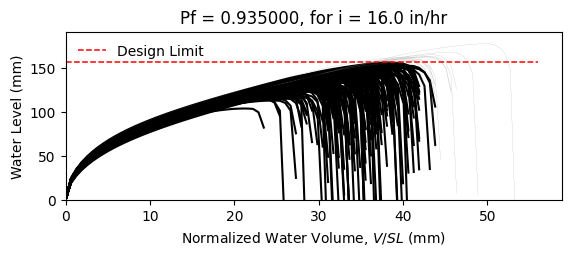 Pf = 0.935000, for i = 16.0 in/hr
Design Limit
Water Level (mm)
150
100
50
0
0 10 20 30 40 50
Normalized Water Volume, V/SL (mm)